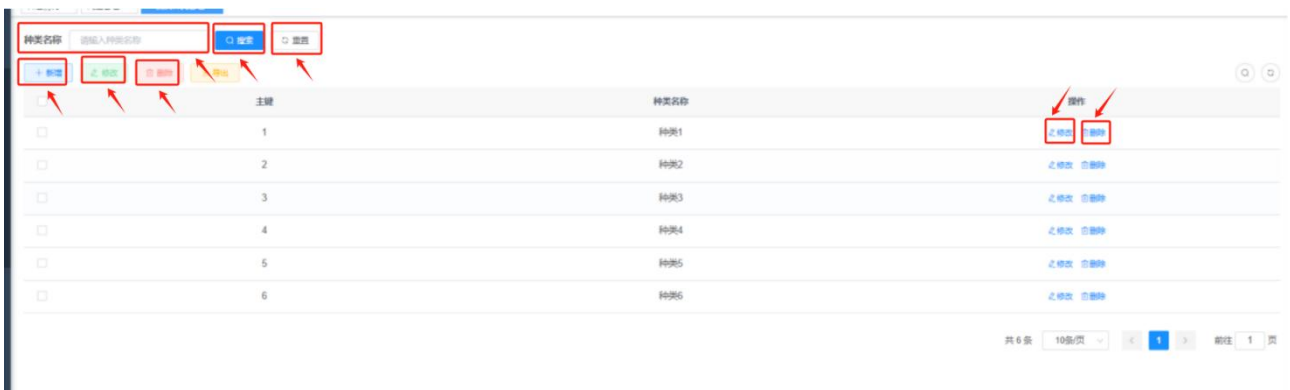 种类名称 请输入种类名称 搜索 重置
新增 修改 删除 导出
主键 种类名称 操作
1 种类1 修改 删除
2 种类2 修改 删除
3 种类3 修改 删除
4 种类4 修改 删除
5 种类5 修改 删除
6 种类6 修改 删除
共 6 条 10条/页 1 前往 1 页